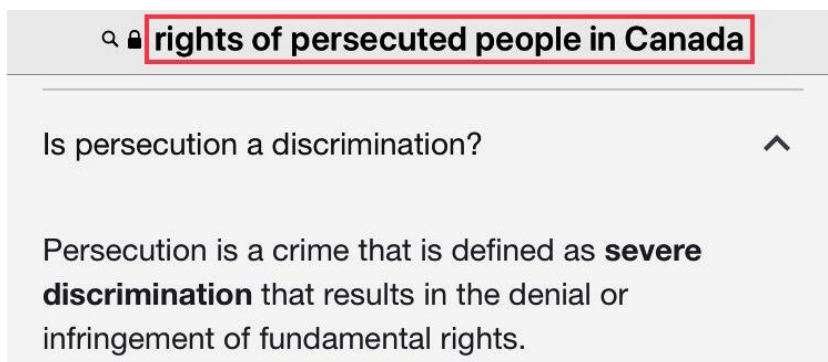 rights of persecuted people in Canada
Is persecution a discrimination?
Persecution is a crime that is defined as severe
discrimination that results in the denial or
infringement of fundamental rights.